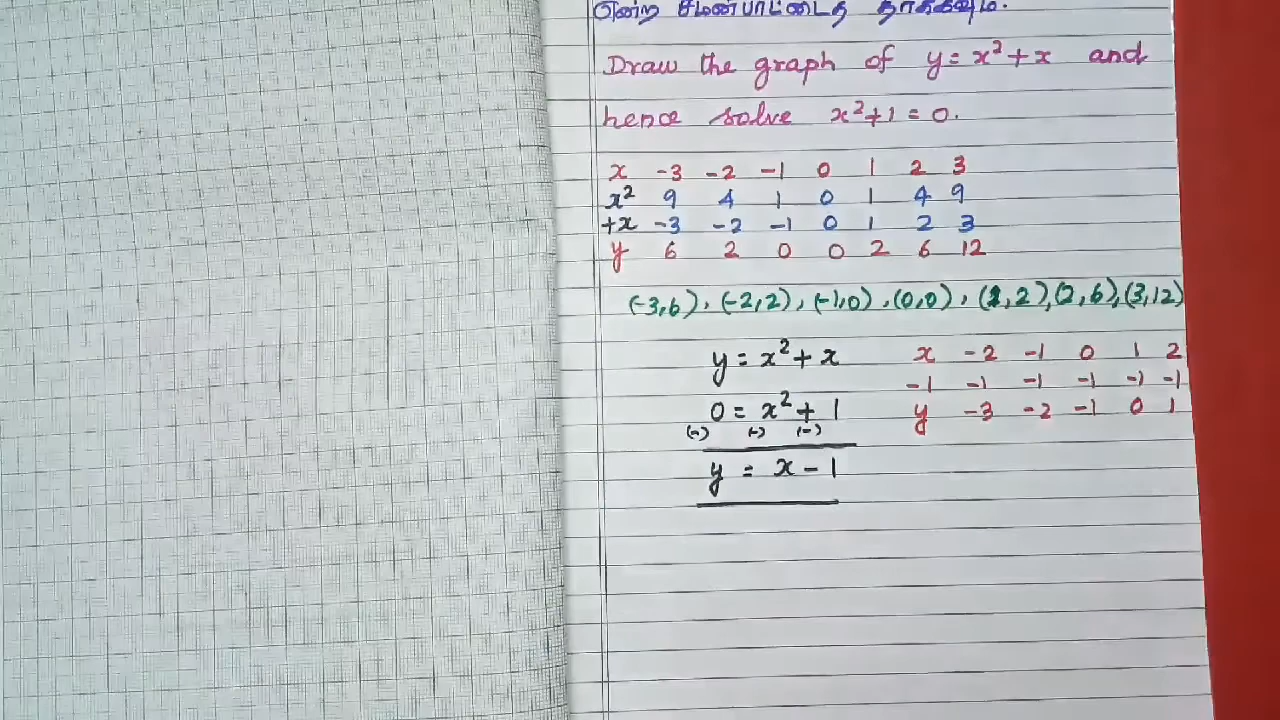 என்ற சமன்பாட்டைத் தீர்க்கவும்.
Draw the graph of y = x² + x and
hence solve x² + 1 = 0.
x -3 -2 -1 0 1 2 3
x² 9 4 1 0 1 4 9
+x -3 -2 -1 0 1 2 3
y 6 2 0 0 2 6 12
(-3,6), (-2,2), (-1,0), (0,0), (1,2), (2,6), (3,12)
y = x² + x
0 = x² + 1
(-) (-) (-)
y = x - 1
x -2 -1 0 1 2
-1 -1 -1 -1 -1 -1
y -3 -2 -1 0 1